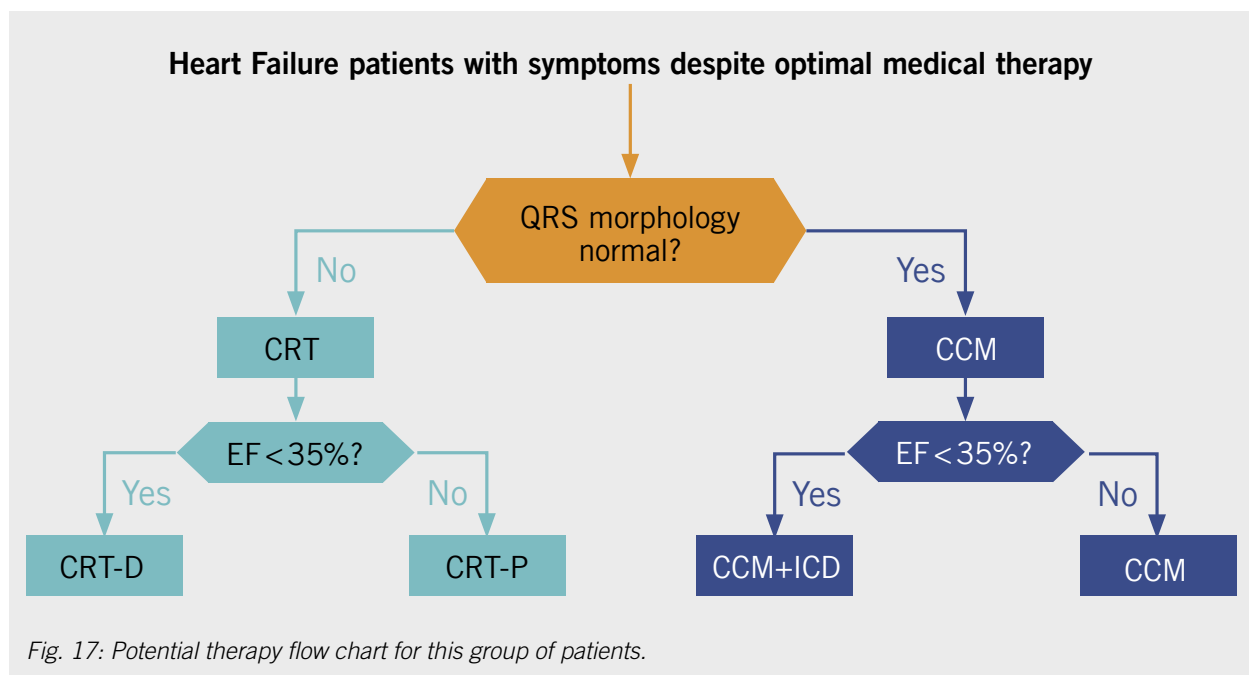 Heart Failure patients with symptoms despite optimal medical therapy
QRS morphology
normal?
No
Yes
CRT
CCM
EF<35%?
EF<35%?
Yes
No
Yes
No
CRT-D
CRT-P
CCM+ICD
CCM
Fig. 17: Potential therapy flow chart for this group of patients.